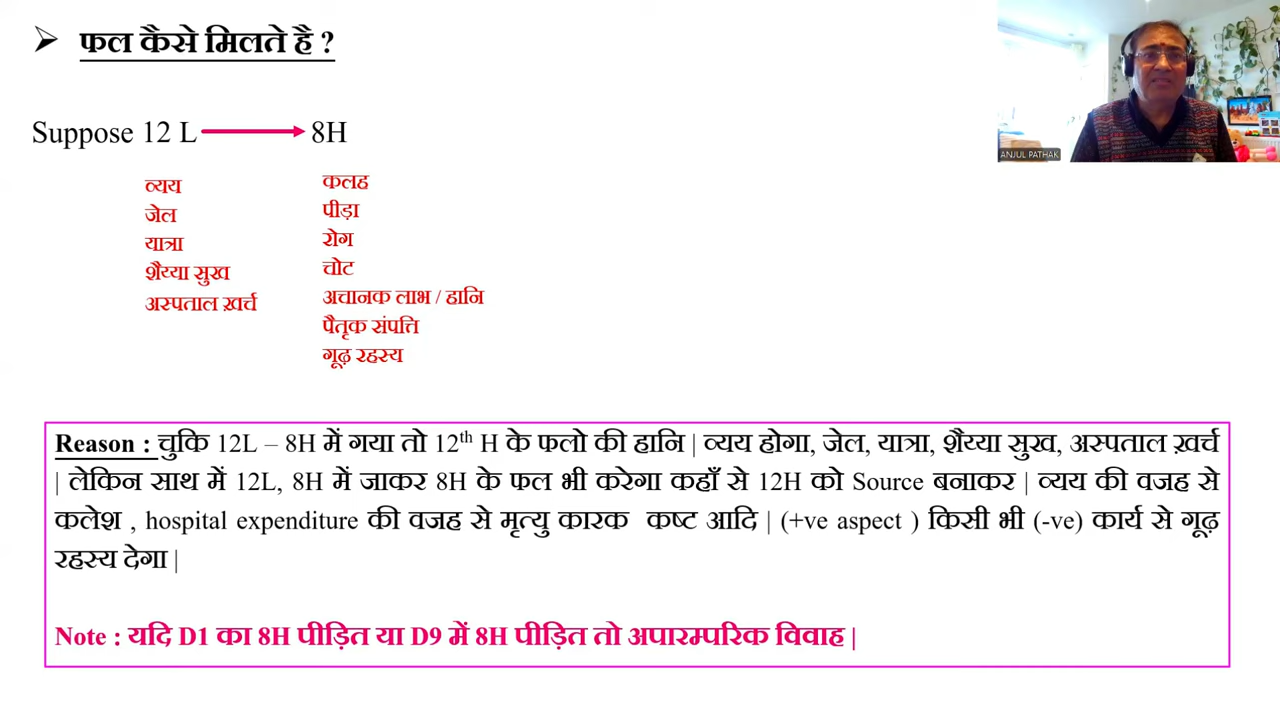 ➢ फल कैसे मिलते है ?
ANJUL PATHAK
Suppose 12 L → 8H
व्यय
जेल
यात्रा
शैय्या सुख
अस्पताल ख़र्च
कलह
पीड़ा
रोग
चोट
अचानक लाभ / हानि
पैतृक संपत्ति
गूढ़ रहस्य
Reason : चुकि 12L – 8H में गया तो 12th H के फलो की हानि | व्यय होगा, जेल, यात्रा, शैय्या सुख, अस्पताल ख़र्च
| लेकिन साथ में 12L, 8H में जाकर 8H के फल भी करेगा कहाँ से 12H को Source बनाकर | व्यय की वजह से
कलेश , hospital expenditure की वजह से मृत्यु कारक कष्ट आदि | (+ve aspect ) किसी भी (-ve) कार्य से गूढ़
रहस्य देगा |
Note : यदि D1 का 8H पीड़ित या D9 में 8H पीड़ित तो अपारम्परिक विवाह |